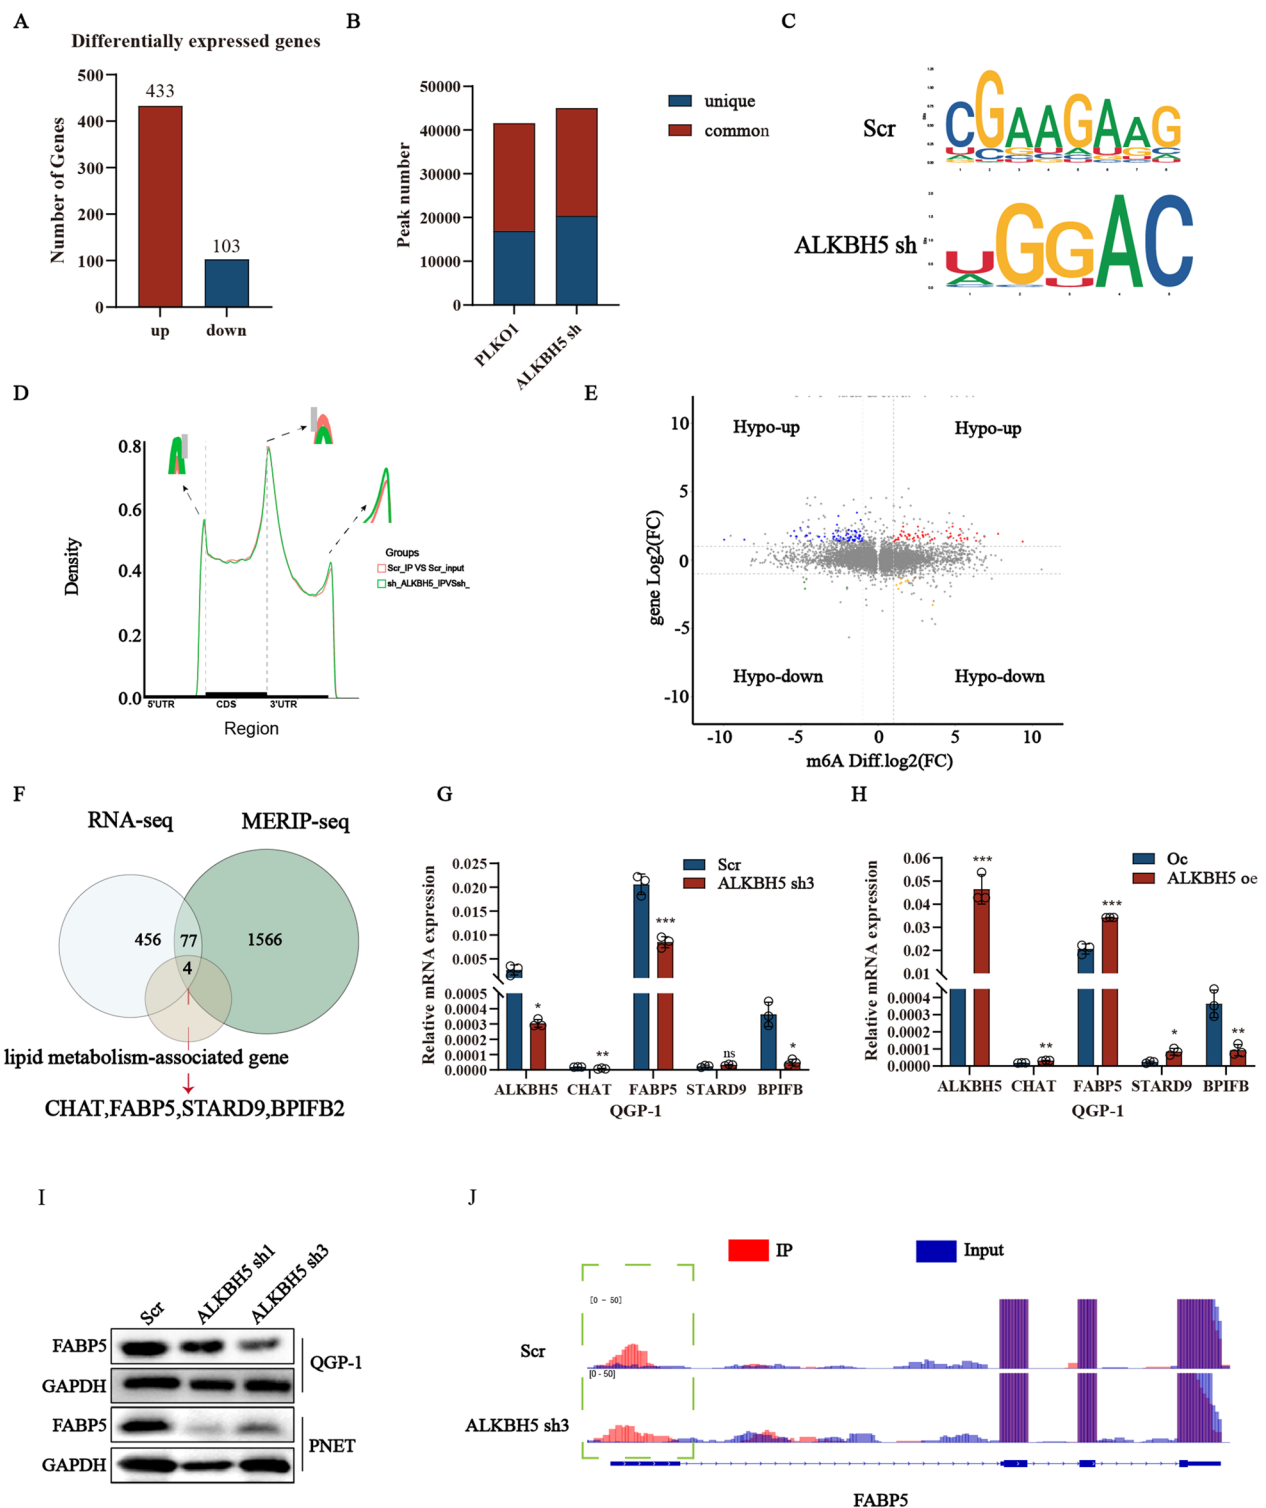 A
Differentially expressed genes
Number of Genes
500
400
300
200
100
0
433
103
up
down
B
Peak number
50000
40000
30000
20000
10000
0
PLKO1
ALKBH5 sh
unique
common
C
Scr
CGAAGAAG
ALKBH5 sh
UGGAC
D
Density
0.8
0.6
0.4
0.2
0.0
5'UTR
CDS
3'UTR
Region
Groups
Scr_IP VS Scr_input
sh_ALKBH5_IPVSsh_
E
gene Log2(FC)
10
5
0
-5
-10
Hypo-up
Hypo-up
Hypo-down
Hypo-down
-10
-5
0
5
10
m6A Diff.log2(FC)
F
RNA-seq
MERIP-seq
456
77
1566
4
lipid metabolism-associated gene
CHAT,FABP5,STARD9,BPIFB2
G
Relative mRNA expression
0.025
0.020
0.015
0.010
0.005
0.0005
0.0004
0.0003
0.0002
0.0001
0.0000
Scr
ALKBH5 sh3
*
**
***
ns
*
ALKBH5
CHAT
FABP5
STARD9
BPIFB
QGP-1
H
Relative mRNA expression
0.06
0.05
0.04
0.03
0.02
0.01
0.0004
0.0003
0.0002
0.0001
0.0000
Oc
ALKBH5 oe
***
**
***
*
**
ALKBH5
CHAT
FABP5
STARD9
BPIFB
QGP-1
I
Scr
ALKBH5 sh1
ALKBH5 sh3
FABP5
GAPDH
QGP-1
FABP5
GAPDH
PNET
J
IP
Input
[0 - 50]
Scr
[0-50]
ALKBH5 sh3
FABP5